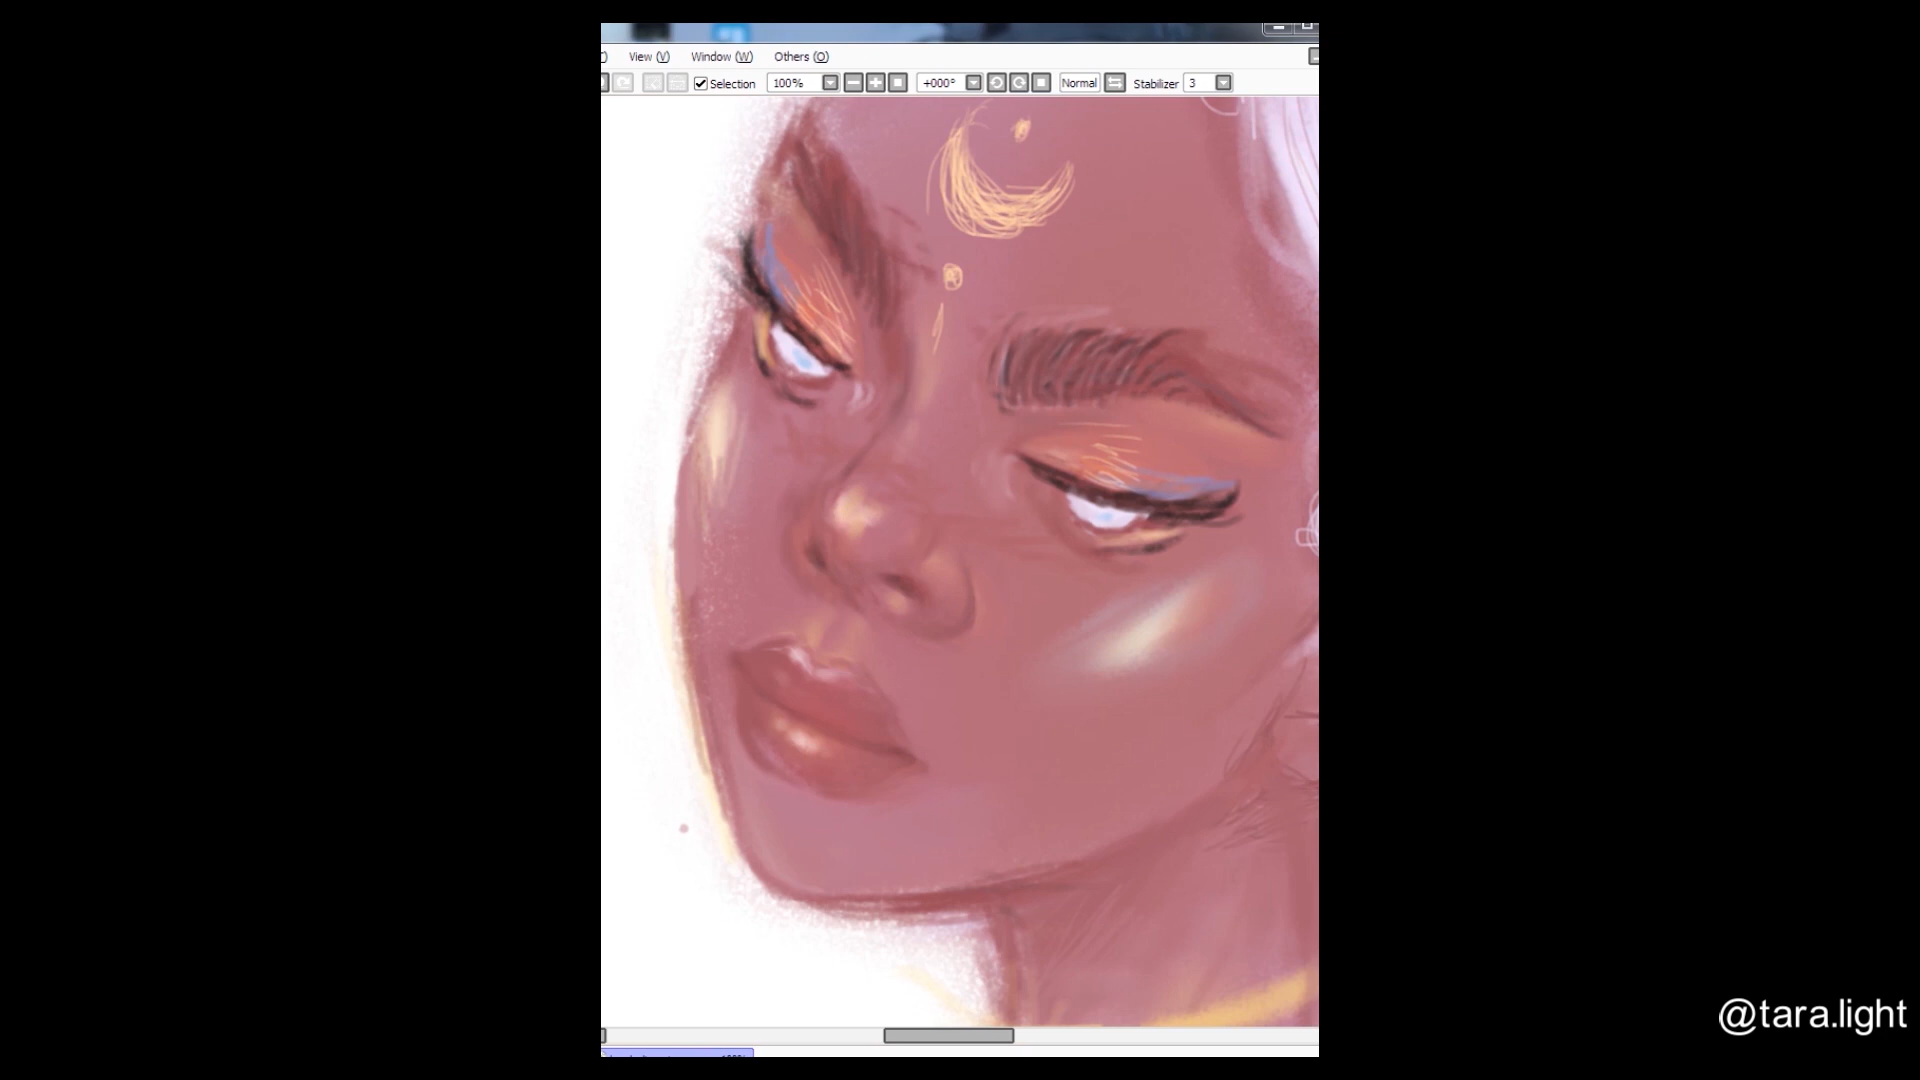 View (V) Window (W) Others (O)
Selection 100% +000° Normal Stabilizer 3
@tara.light